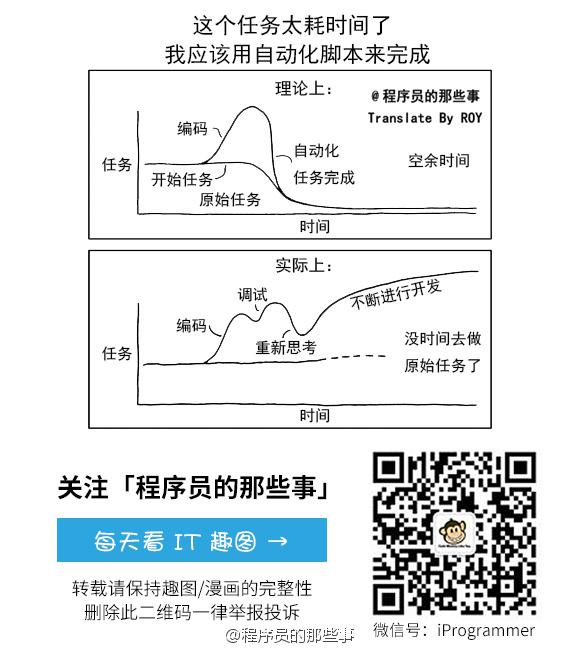 这个任务太耗时间了
我应该用自动化脚本来完成
理论上：
@程序员的那些事
Translate By ROY
编码
自动化
任务完成
空余时间
任务
开始任务
原始任务
时间
实际上：
不断进行开发
调试
编码
重新思考
没时间去做
原始任务了
任务
时间
关注「程序员的那些事」
每天看 IT 趣图 →
转载请保持趣图/漫画的完整性
删除此二维码一律举报投诉
@程序员的那些事
微信号：iProgrammer